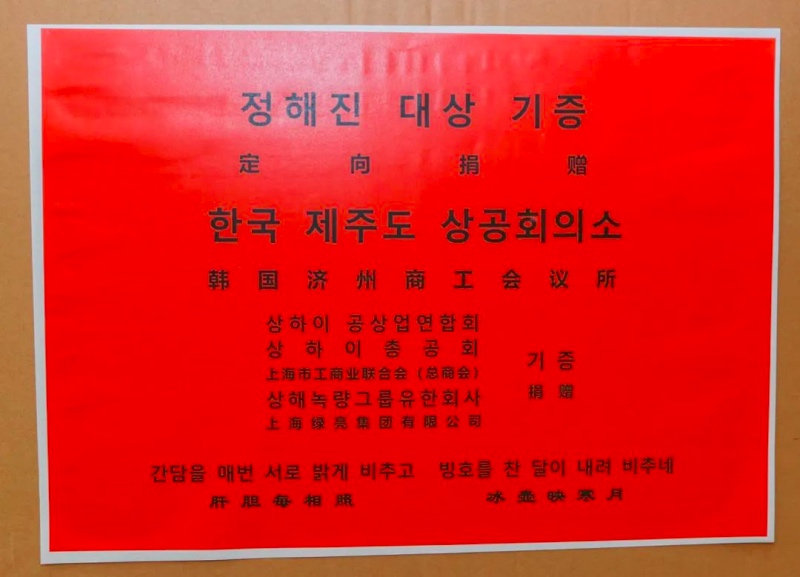 정해진 대상 기증
定向捐赠
한국 제주도 상공회의소
韩国济州商工会议所
상하이 공상업연합회
상하이총공회
上海市工商业联合会（总商会）
상해녹량그룹유한회사
上海绿亮集团有限公司
기증
捐赠
간담을 매번 서로 밝게 비추고 빙호를 찬 달이 내려 비추네
肝胆每相照 冰壶映寒月